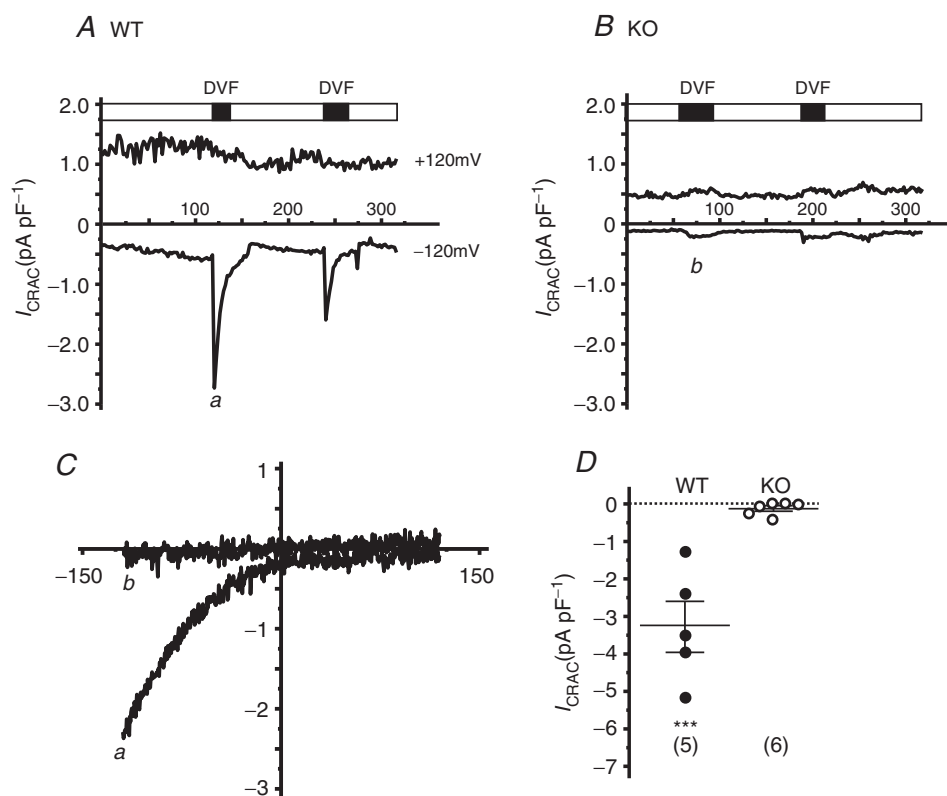 A WT
DVF DVF
2.0
1.0
0
−1.0
−2.0
−3.0
I_CRAC(pA pF⁻¹)
100 200 300
+120mV
−120mV
a
B KO
DVF DVF
2.0
1.0
0
−1.0
−2.0
−3.0
I_CRAC(pA pF⁻¹)
100 200 300
b
C
1
−150 150
−1
−2
−3
b
a
D
WT KO
0
−1
−2
−3
−4
−5
−6
−7
I_CRAC(pA pF⁻¹)
***
(5) (6)